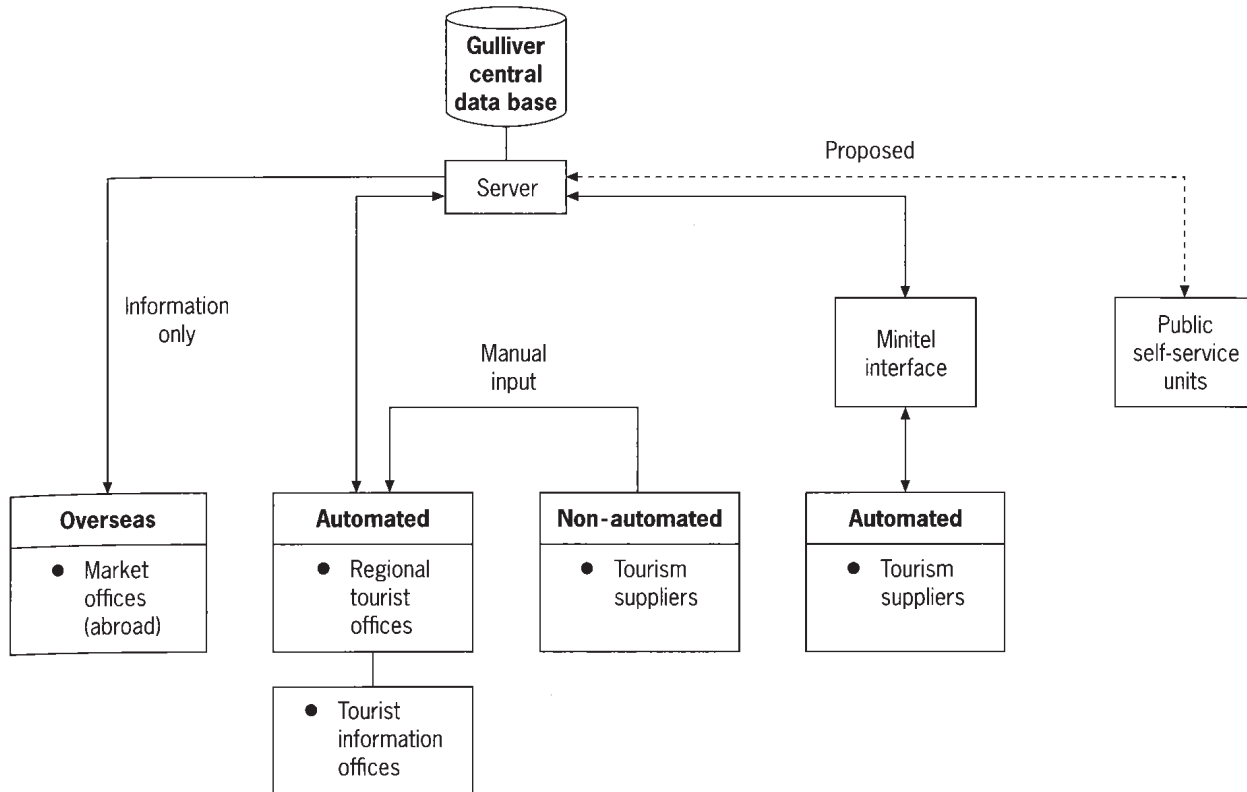 Gulliver
central
data base
Server
Proposed
Information
only
Manual
input
Minitel
interface
Public
self-service
units
Overseas
● Market
offices
(abroad)
Automated
● Regional
tourist
offices
Non-automated
● Tourism
suppliers
Automated
● Tourism
suppliers
● Tourist
information
offices